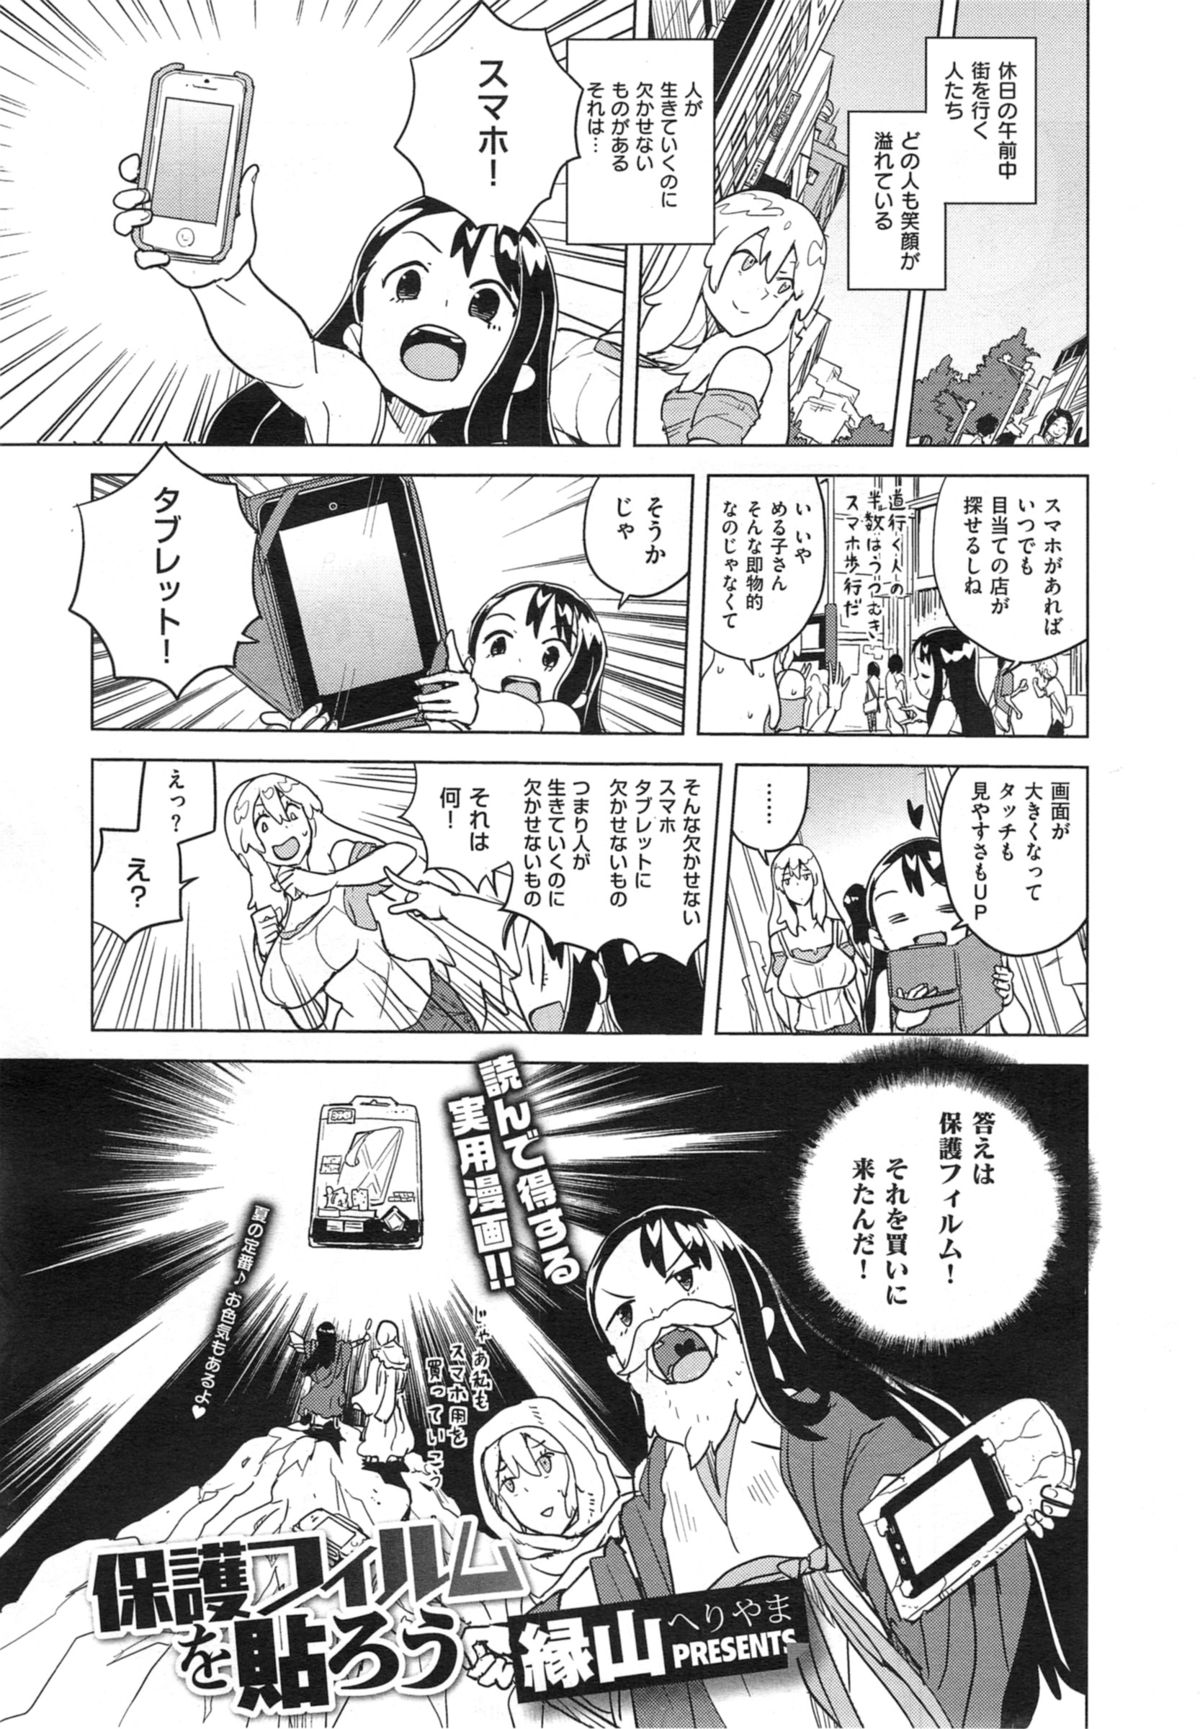 休日の午前中
街を行く
人たち
どの人も笑顔が
溢れている
人が
生きていくのに
欠かせない
ものがある
それは…
スマホ！
スマホがあれば
いつでも
目当ての店が
探せるしね
道行く人の
半数はうつむき
スマホ歩行だ
いいや
める子さん
そんな即物的
なのじゃなくて
そうか
じゃ
タブレット！
画面が
大きくなって
タッチも
見やすさもUP
……
そんな欠かせない
スマホ
タブレットに
欠かせないもの
つまり人が
生きていくのに
欠かせないもの
それは
何！
えっ？
え？
答えは
保護フィルム！
それを買いに
来たんだ！
読んで得する
実用漫画!!
透明
夏の定番♪お色気もあるよ♥
じゃあ私も
スマホ用を
買っていこう
保護フィルム
を貼ろう
縁山
へりやま
PRESENTS